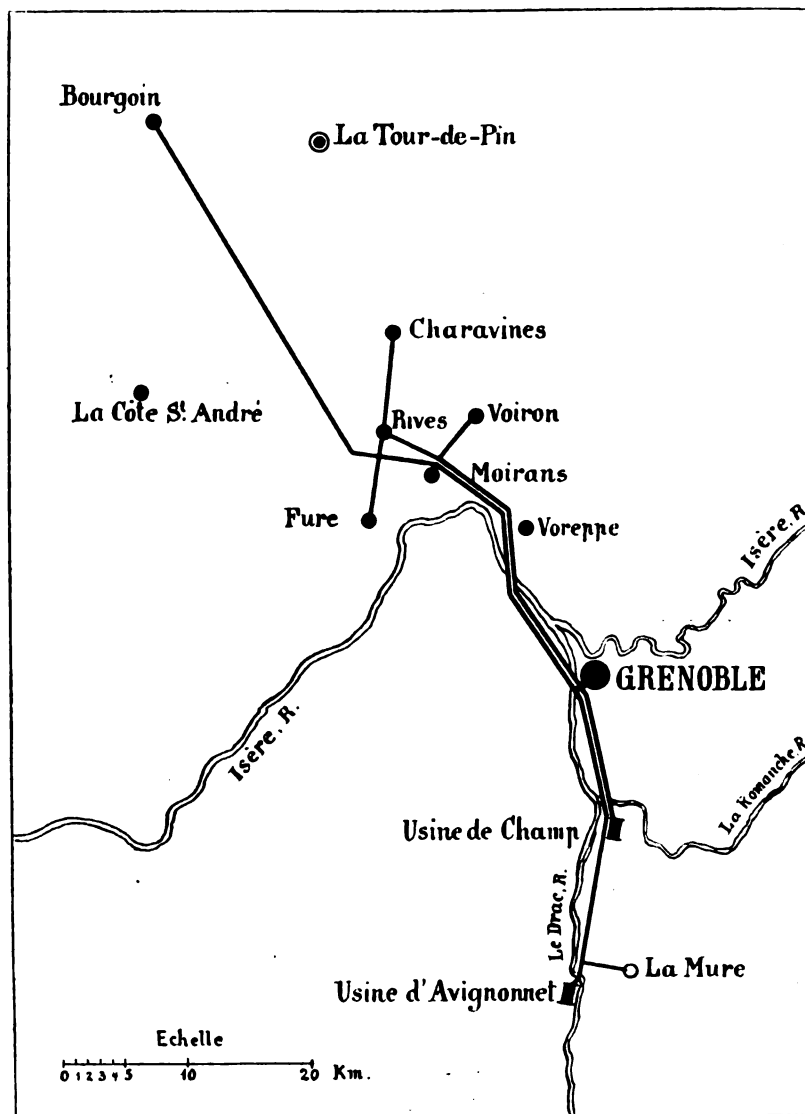 Bourgoin
La Tour-de-Pin
Charavines
La Côte St. André
Rives
Voiron
Moirans
Fure
Voreppe
Isère. R.
GRENOBLE
Isère. R.
La Romanche. R.
Usine de Champ
Le Drac. R.
La Mure
Usine d'Avignonnet
Echelle
0 1 2 3 4 5 10 20 Km.